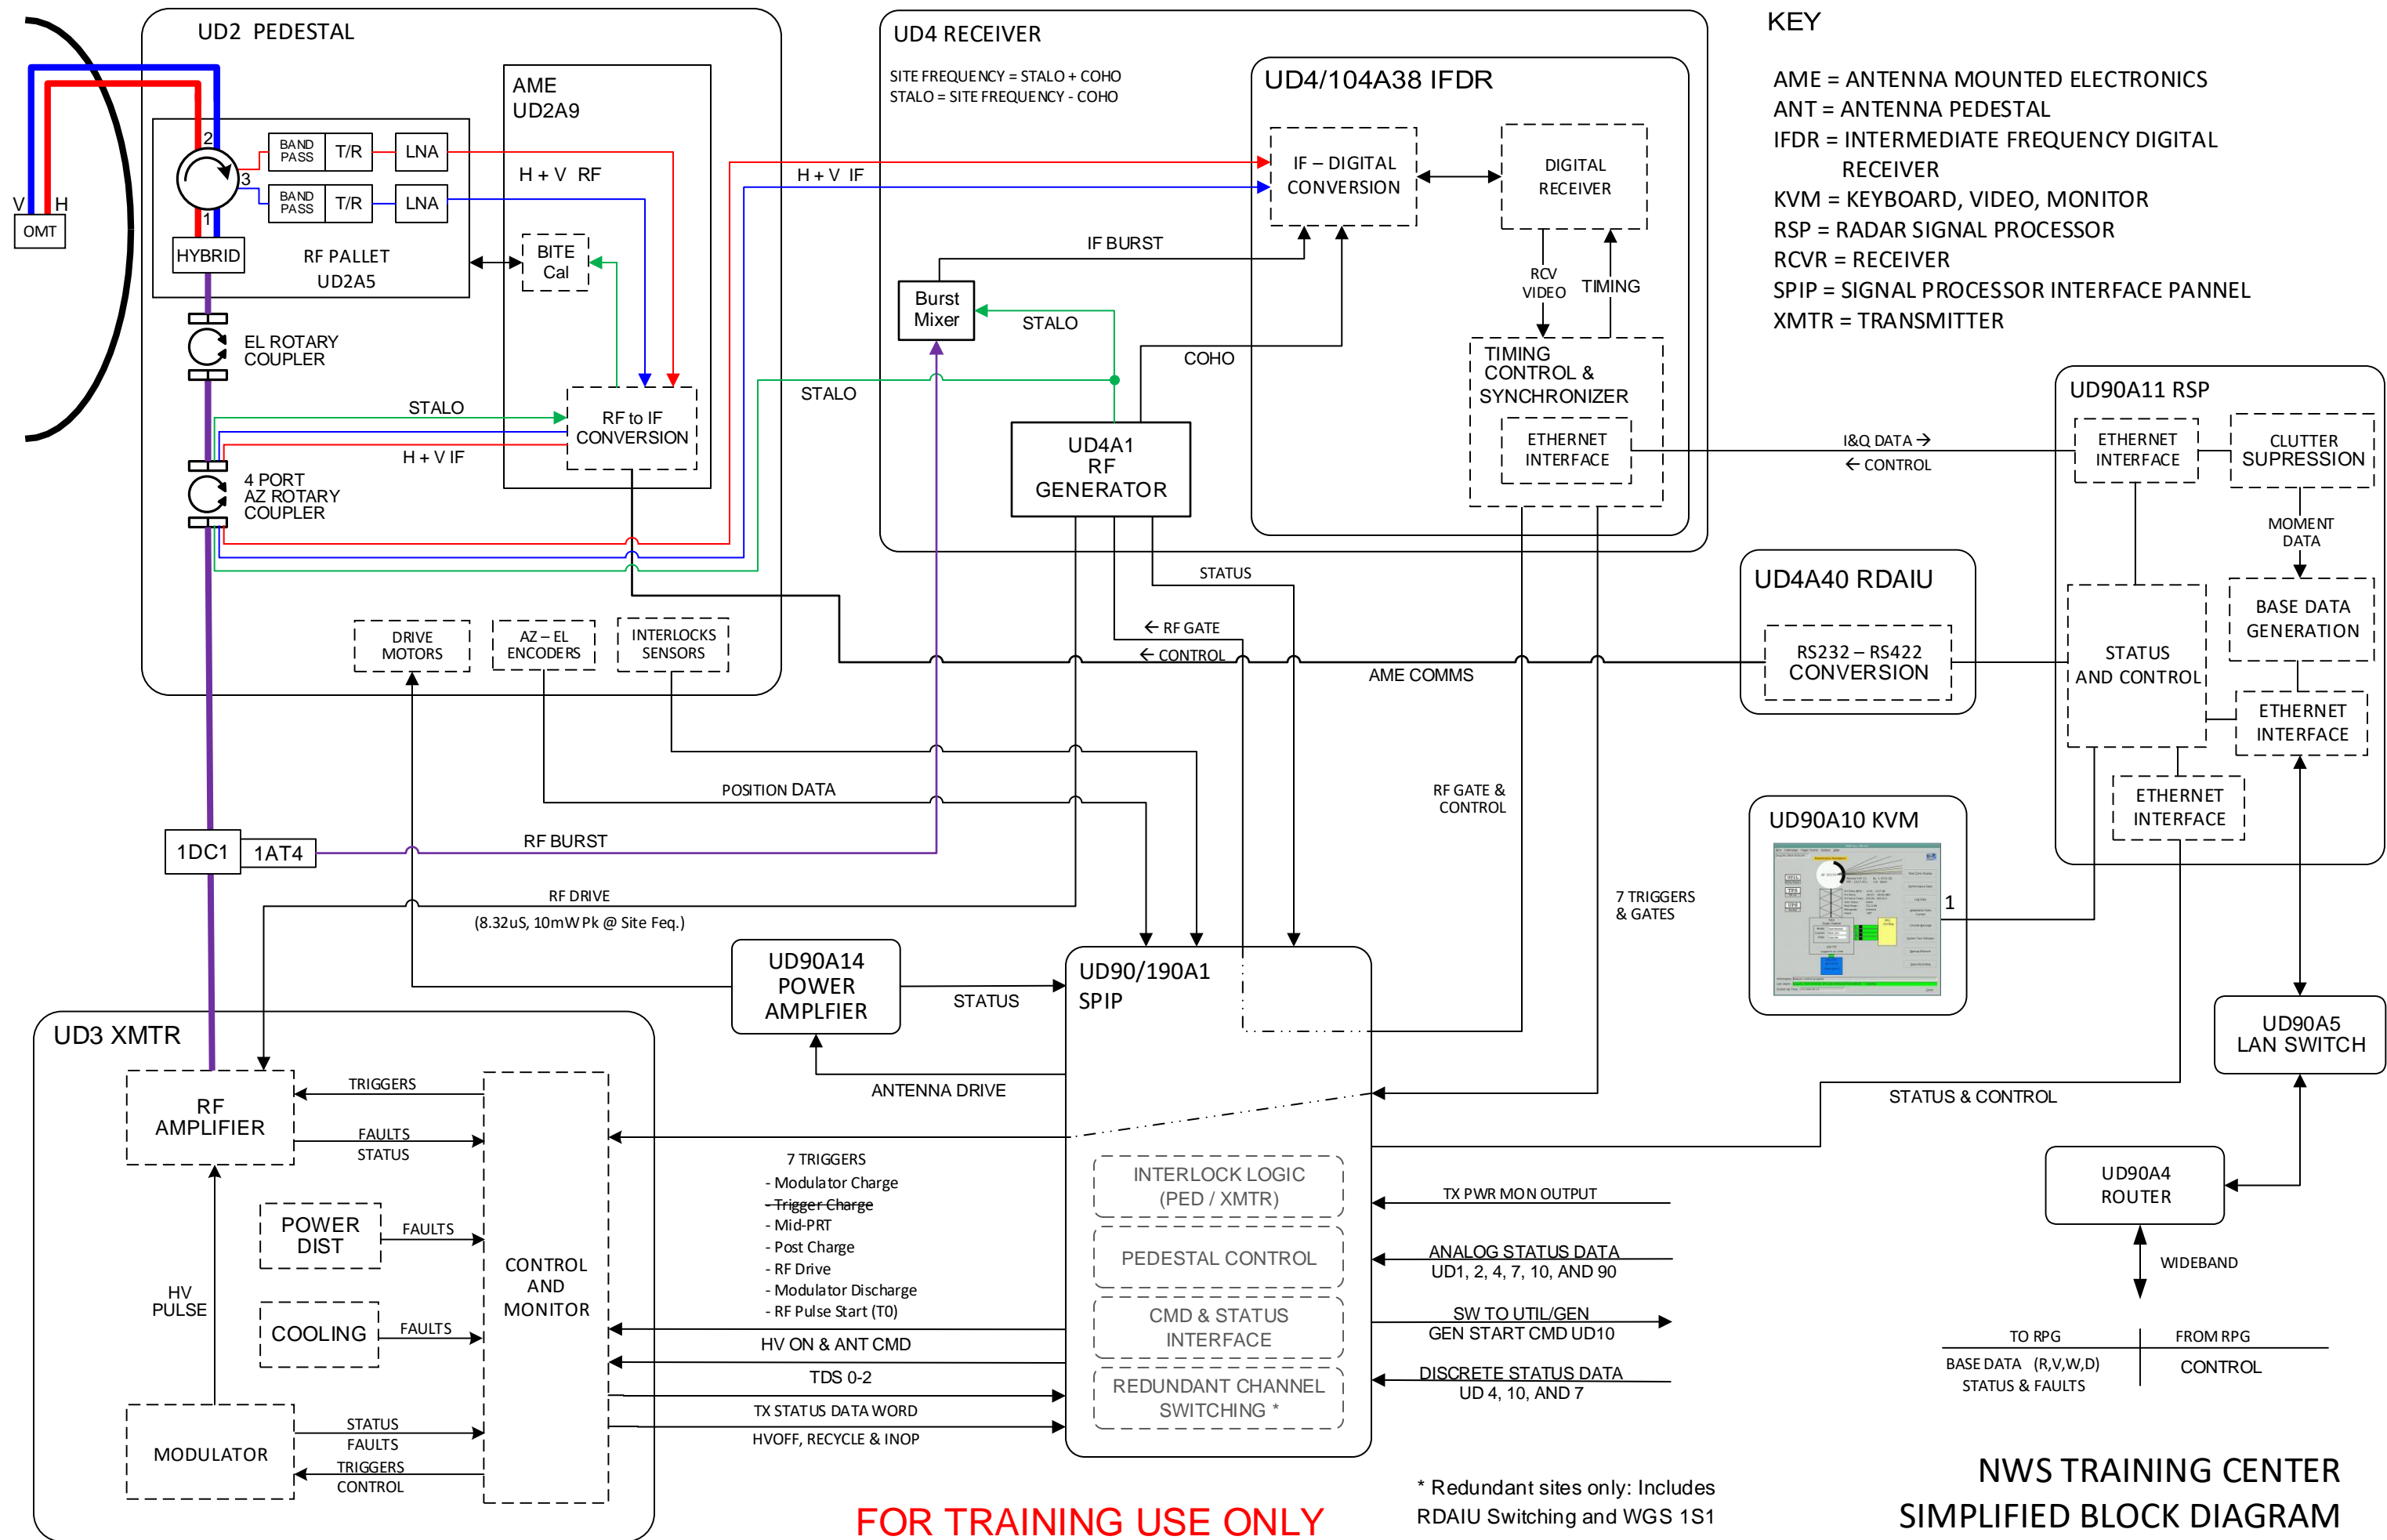 UD2 PEDESTAL
AME
UD2A9
2
BAND
PASS
T/R
LNA
3
BAND
PASS
T/R
LNA
H + V RF
V
H
OMT
1
HYBRID
RF PALLET
UD2A5
BITE
Cal
EL ROTARY
COUPLER
STALO
RF to IF
CONVERSION
H + V IF
4 PORT
AZ ROTARY
COUPLER
DRIVE
MOTORS
AZ – EL
ENCODERS
INTERLOCKS
SENSORS
UD4 RECEIVER
SITE FREQUENCY = STALO + COHO
STALO = SITE FREQUENCY - COHO
UD4/104A38 IFDR
IF – DIGITAL
CONVERSION
DIGITAL
RECEIVER
H + V IF
IF BURST
RCV
VIDEO
TIMING
Burst
Mixer
STALO
COHO
STALO
TIMING
CONTROL &
SYNCHRONIZER
ETHERNET
INTERFACE
UD4A1
RF
GENERATOR
STATUS
← RF GATE
← CONTROL
AME COMMS
KEY
AME = ANTENNA MOUNTED ELECTRONICS
ANT = ANTENNA PEDESTAL
IFDR = INTERMEDIATE FREQUENCY DIGITAL
RECEIVER
KVM = KEYBOARD, VIDEO, MONITOR
RSP = RADAR SIGNAL PROCESSOR
RCVR = RECEIVER
SPIP = SIGNAL PROCESSOR INTERFACE PANNEL
XMTR = TRANSMITTER
UD90A11 RSP
I&Q DATA →
← CONTROL
ETHERNET
INTERFACE
CLUTTER
SUPRESSION
MOMENT
DATA
BASE DATA
GENERATION
STATUS
AND CONTROL
ETHERNET
INTERFACE
ETHERNET
INTERFACE
UD4A40 RDAIU
RS232 – RS422
CONVERSION
UD90A10 KVM
1
UD90A5
LAN SWITCH
STATUS & CONTROL
UD90A4
ROUTER
WIDEBAND
TO RPG
FROM RPG
BASE DATA (R,V,W,D)
STATUS & FAULTS
CONTROL
POSITION DATA
1DC1
1AT4
RF BURST
RF DRIVE
(8.32uS, 10mW Pk @ Site Feq.)
RF GATE &
CONTROL
7 TRIGGERS
& GATES
UD90A14
POWER
AMPLFIER
STATUS
ANTENNA DRIVE
UD90/190A1
SPIP
INTERLOCK LOGIC
(PED / XMTR)
PEDESTAL CONTROL
CMD & STATUS
INTERFACE
REDUNDANT CHANNEL
SWITCHING *
TX PWR MON OUTPUT
ANALOG STATUS DATA
UD1, 2, 4, 7, 10, AND 90
SW TO UTIL/GEN
GEN START CMD UD10
DISCRETE STATUS DATA
UD 4, 10, AND 7
UD3 XMTR
RF
AMPLIFIER
TRIGGERS
FAULTS
STATUS
POWER
DIST
FAULTS
COOLING
FAULTS
HV
PULSE
MODULATOR
STATUS
FAULTS
TRIGGERS
CONTROL
CONTROL
AND
MONITOR
7 TRIGGERS
- Modulator Charge
- Trigger Charge
- Mid-PRT
- Post Charge
- RF Drive
- Modulator Discharge
- RF Pulse Start (T0)
HV ON & ANT CMD
TDS 0-2
TX STATUS DATA WORD
HVOFF, RECYCLE & INOP
FOR TRAINING USE ONLY
* Redundant sites only: Includes
RDAIU Switching and WGS 1S1
NWS TRAINING CENTER
SIMPLIFIED BLOCK DIAGRAM